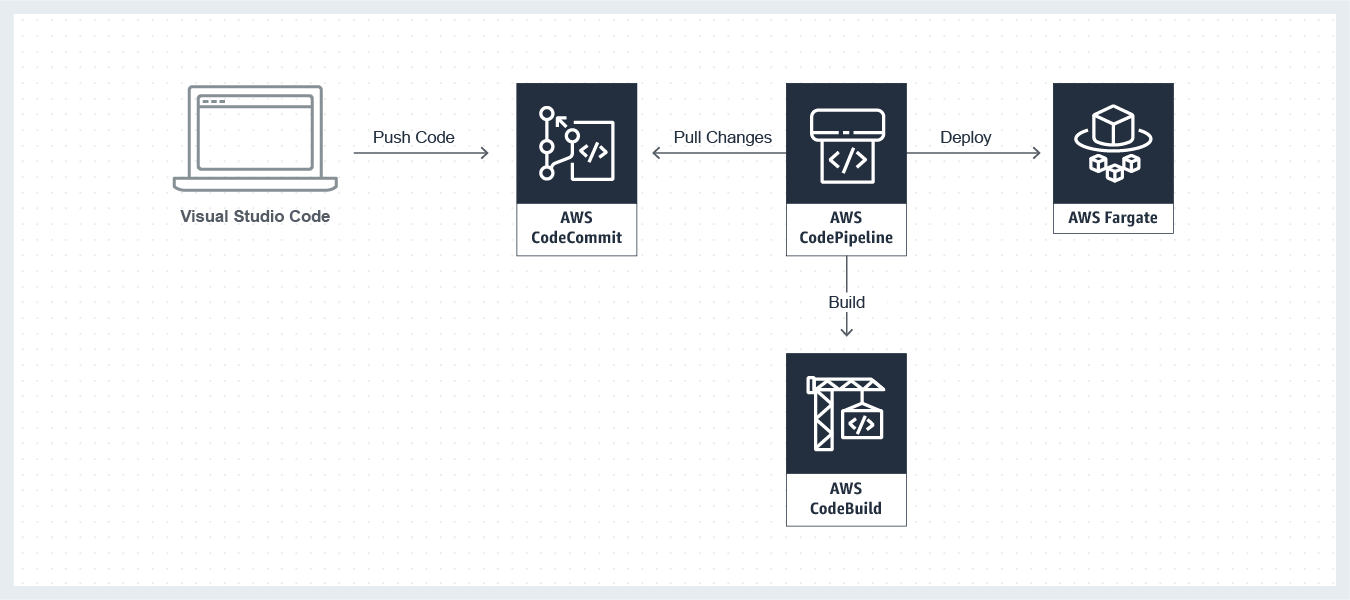 Push Code
Pull Changes
Deploy
Visual Studio Code
AWS
CodeCommit
AWS
CodePipeline
AWS Fargate
Build
AWS
CodeBuild